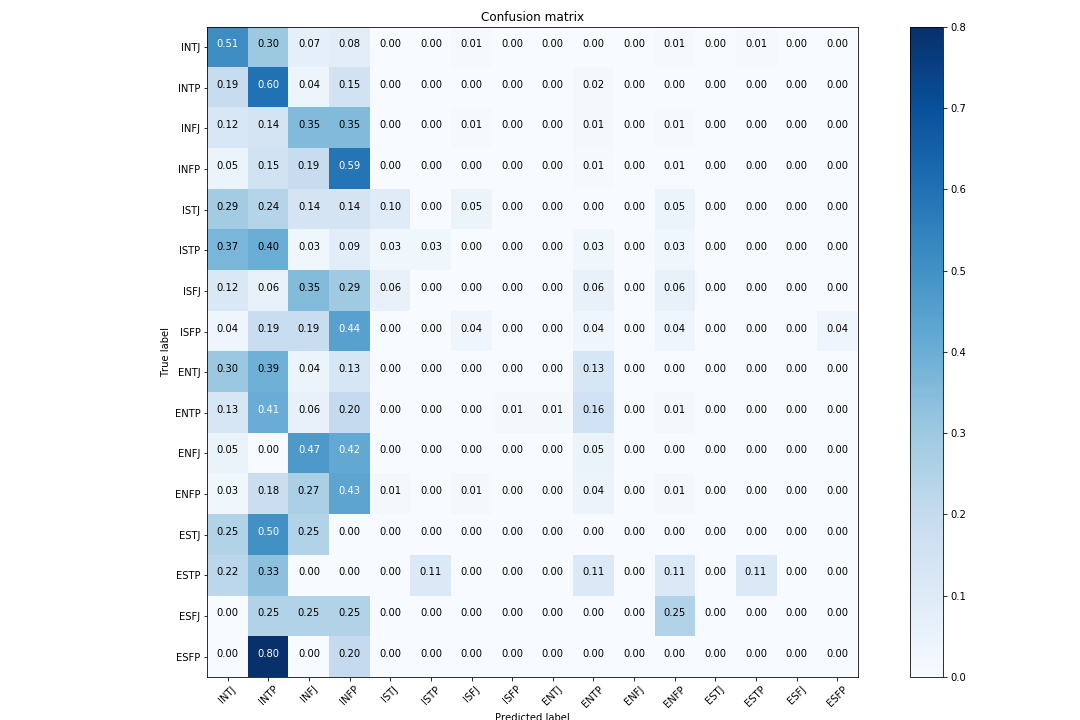 Confusion matrix
INTJ 0.51 0.30 0.07 0.08 0.00 0.00 0.01 0.00 0.00 0.00 0.00 0.01 0.00 0.01 0.00 0.00
INTP 0.19 0.60 0.04 0.15 0.00 0.00 0.00 0.00 0.00 0.02 0.00 0.00 0.00 0.00 0.00 0.00
INFJ 0.12 0.14 0.35 0.35 0.00 0.00 0.01 0.00 0.00 0.01 0.00 0.01 0.00 0.00 0.00 0.00
INFP 0.05 0.15 0.19 0.59 0.00 0.00 0.00 0.00 0.00 0.01 0.00 0.01 0.00 0.00 0.00 0.00
ISTJ 0.29 0.24 0.14 0.14 0.10 0.00 0.05 0.00 0.00 0.00 0.00 0.05 0.00 0.00 0.00 0.00
ISTP 0.37 0.40 0.03 0.09 0.03 0.03 0.00 0.00 0.00 0.03 0.00 0.03 0.00 0.00 0.00 0.00
ISFJ 0.12 0.06 0.35 0.29 0.06 0.00 0.00 0.00 0.00 0.06 0.00 0.06 0.00 0.00 0.00 0.00
ISFP 0.04 0.19 0.19 0.44 0.00 0.00 0.04 0.00 0.00 0.04 0.00 0.04 0.00 0.00 0.00 0.04
ENTJ 0.30 0.39 0.04 0.13 0.00 0.00 0.00 0.00 0.00 0.13 0.00 0.00 0.00 0.00 0.00 0.00
ENTP 0.13 0.41 0.06 0.20 0.00 0.00 0.00 0.01 0.01 0.16 0.00 0.01 0.00 0.00 0.00 0.00
ENFJ 0.05 0.00 0.47 0.42 0.00 0.00 0.00 0.00 0.00 0.05 0.00 0.00 0.00 0.00 0.00 0.00
ENFP 0.03 0.18 0.27 0.43 0.01 0.00 0.01 0.00 0.00 0.04 0.00 0.01 0.00 0.00 0.00 0.00
ESTJ 0.25 0.50 0.25 0.00 0.00 0.00 0.00 0.00 0.00 0.00 0.00 0.00 0.00 0.00 0.00 0.00
ESTP 0.22 0.33 0.00 0.00 0.00 0.11 0.00 0.00 0.00 0.11 0.00 0.11 0.00 0.11 0.00 0.00
ESFJ 0.00 0.25 0.25 0.25 0.00 0.00 0.00 0.00 0.00 0.00 0.00 0.25 0.00 0.00 0.00 0.00
ESFP 0.00 0.80 0.00 0.20 0.00 0.00 0.00 0.00 0.00 0.00 0.00 0.00 0.00 0.00 0.00 0.00
True label
INTJ INTP INFJ INFP ISTJ ISTP ISFJ ISFP ENTJ ENTP ENFJ ENFP ESTJ ESTP ESFJ ESFP
Predicted label
0.8
0.7
0.6
0.5
0.4
0.3
0.2
0.1
0.0